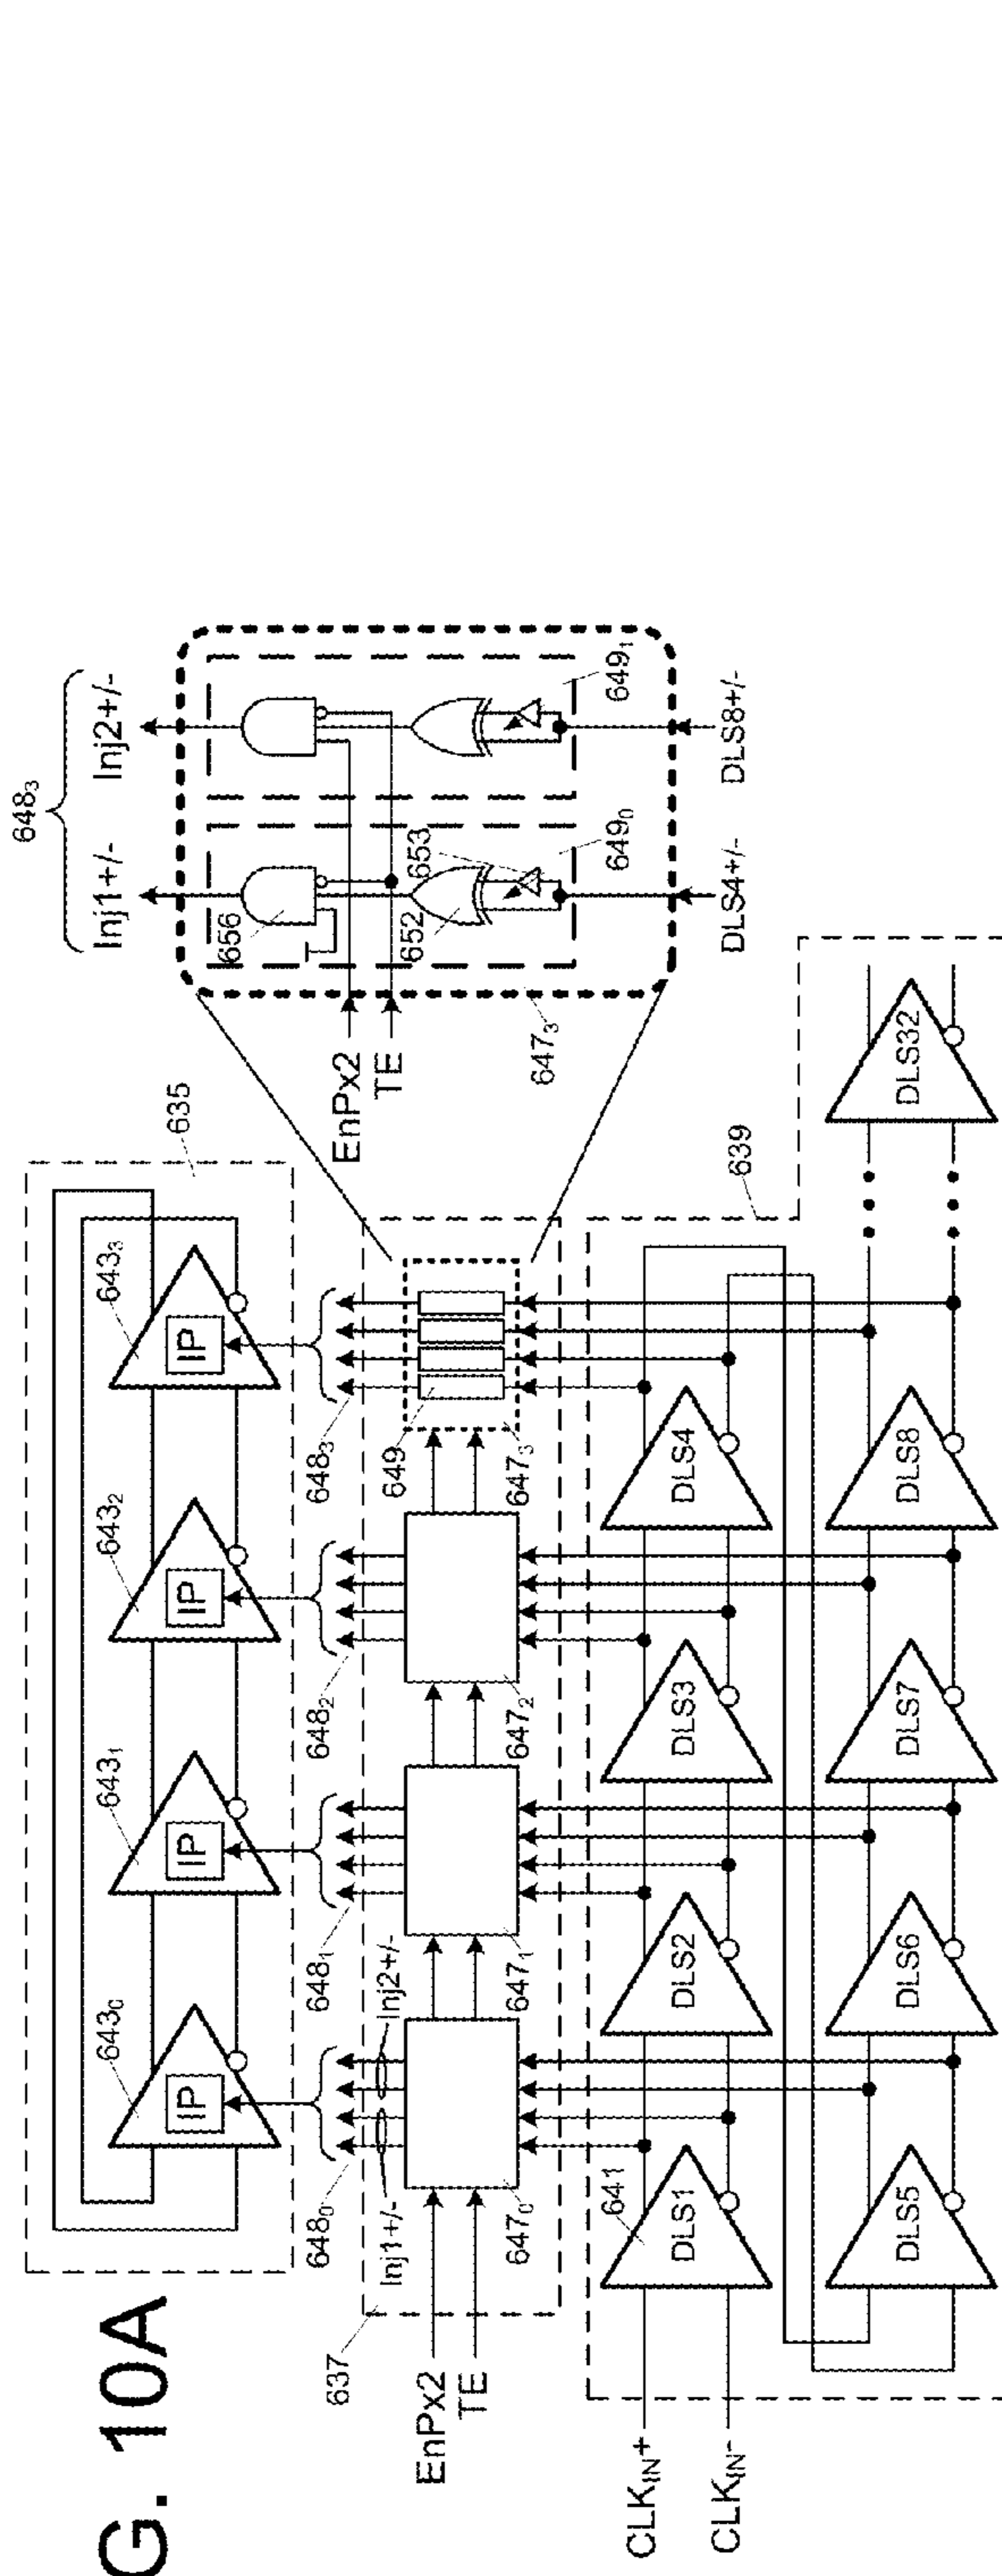 G. 10A
635
643₀
643₁
643₂
643₃
IP
IP
IP
IP
648₀
648₁
648₂
648₃
Inj1+/-
Inj2+/-
637
649
EnPx2
TE
647₀
647₁
647₂
647₃
639
641
CLK_IN+
CLK_IN-
DLS1
DLS2
DLS3
DLS4
DLS5
DLS6
DLS7
DLS8
DLS32
648₃
Inj1+/-
Inj2+/-
656
EnPx2
TE
652
653
649₀
649₁
647₃
DLS4+/-
DLS8+/-